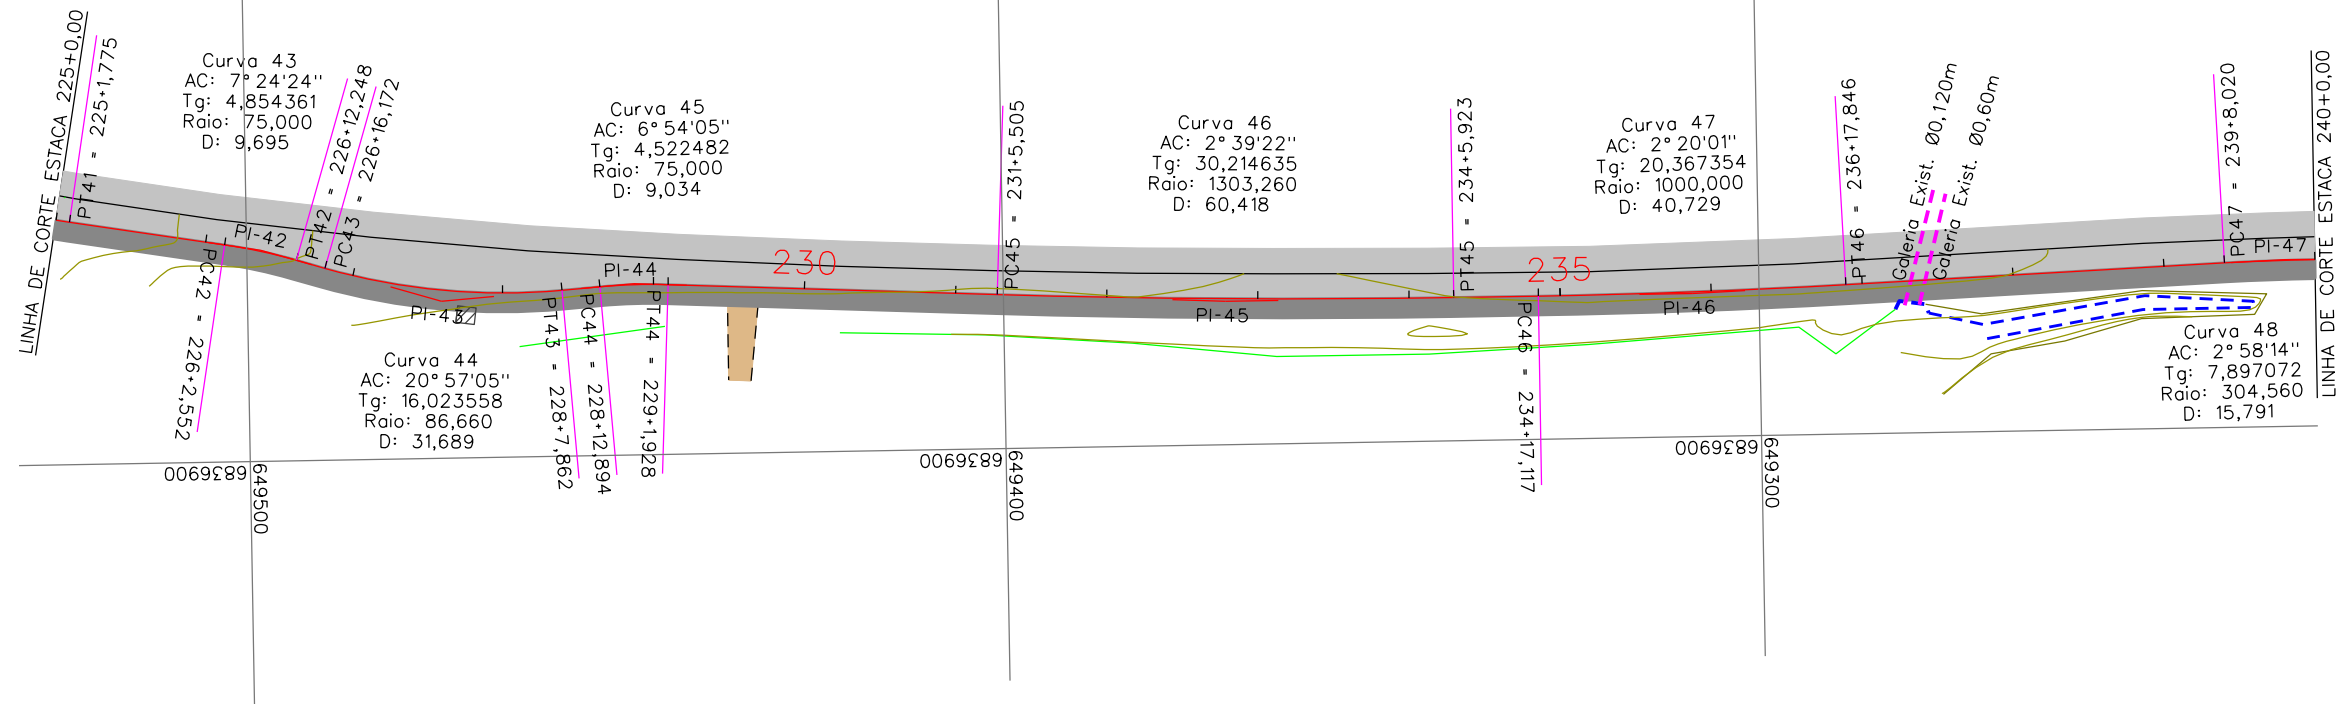 LINHA DE CORTE ESTACA 225+0,00
PT41 = 225+1,775
Curva 43
AC: 7°24'24''
Tg: 4,854361
Raio: 75,000
D: 9,695
PC42 = 226+2,552
PI-42
PT42 = 226+12,248
PC43 = 226+16,172
PI-43
Curva 44
AC: 20°57'05''
Tg: 16,023558
Raio: 86,660
D: 31,689
PT43 = 228+7,862
PC44 = 228+12,894
PI-44
PT44 = 229+1,928
Curva 45
AC: 6°54'05''
Tg: 4,522482
Raio: 75,000
D: 9,034
230
PC45 = 231+5,505
Curva 46
AC: 2°39'22''
Tg: 30,214635
Raio: 1303,260
D: 60,418
PI-45
PT45 = 234+5,923
PC46 = 234+17,117
235
Curva 47
AC: 2°20'01''
Tg: 20,367354
Raio: 1000,000
D: 40,729
PI-46
PT46 = 236+17,846
Galeria Exist. Ø0,120m
Galeria Exist. Ø0,60m
PC47 = 239+8,020
PI-47
Curva 48
AC: 2°58'14''
Tg: 7,897072
Raio: 304,560
D: 15,791
LINHA DE CORTE ESTACA 240+0,00
6836900
649500
6836900
649400
6836900
649300